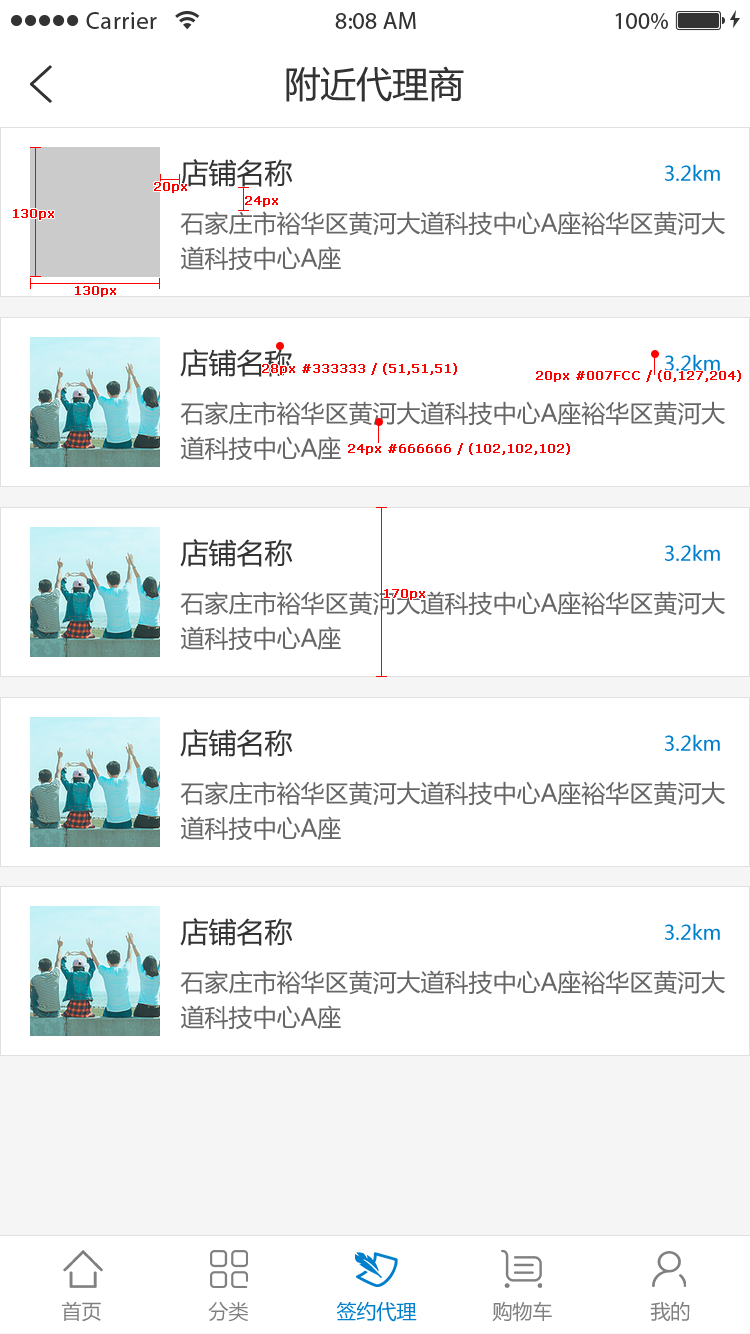 Carrier 8:08 AM 100%
附近代理商
店铺名称 3.2km
20px
24px
130px
石家庄市裕华区黄河大道科技中心A座裕华区黄河大
道科技中心A座
130px
店铺名称 3.2km
28px #333333 / (51,51,51)
20px #007FCC / (0,127,204)
石家庄市裕华区黄河大道科技中心A座裕华区黄河大
道科技中心A座
24px #666666 / (102,102,102)
店铺名称 3.2km
170px
石家庄市裕华区黄河大道科技中心A座裕华区黄河大
道科技中心A座
店铺名称 3.2km
石家庄市裕华区黄河大道科技中心A座裕华区黄河大
道科技中心A座
店铺名称 3.2km
石家庄市裕华区黄河大道科技中心A座裕华区黄河大
道科技中心A座
首页 分类 签约代理 购物车 我的